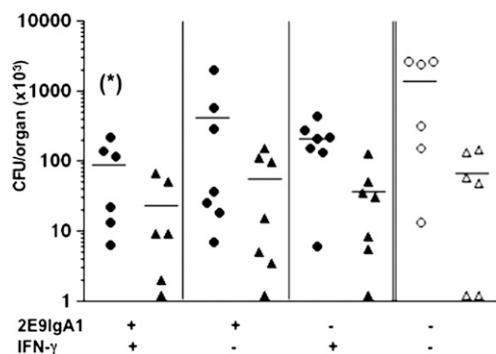 10000
1000
(*)
100
10
1
CFU/organ (x10³)
2E9IgA1 + + - -
IFN-γ + - + -